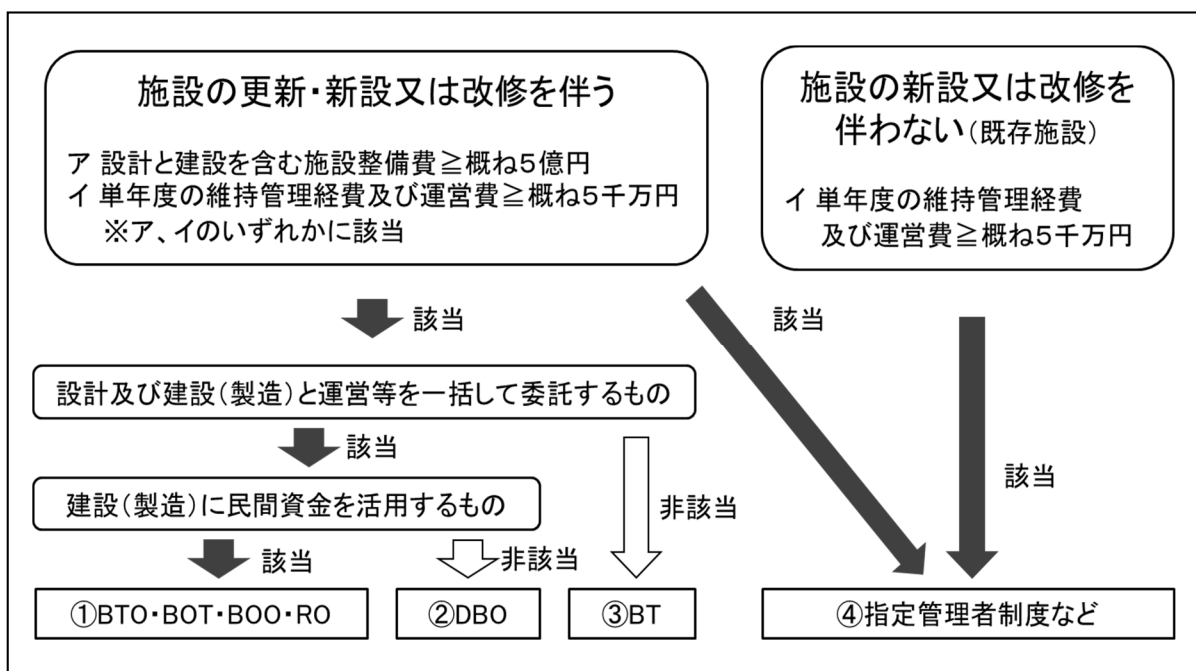 施設の更新・新設又は改修を伴う
ア 設計と建設を含む施設整備費≧概ね5億円
イ 単年度の維持管理経費及び運営費≧概ね5千万円
※ア、イのいずれかに該当
施設の新設又は改修を
伴わない(既存施設)
イ 単年度の維持管理経費
及び運営費≧概ね5千万円
該当
該当
設計及び建設(製造)と運営等を一括して委託するもの
該当
非該当
該当
建設(製造)に民間資金を活用するもの
該当
非該当
①BTO・BOT・BOO・RO
②DBO
③BT
④指定管理者制度など